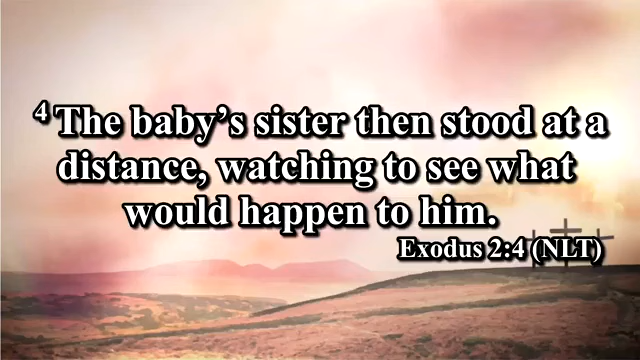 4 The baby’s sister then stood at a
distance, watching to see what
would happen to him.
Exodus 2:4 (NLT)